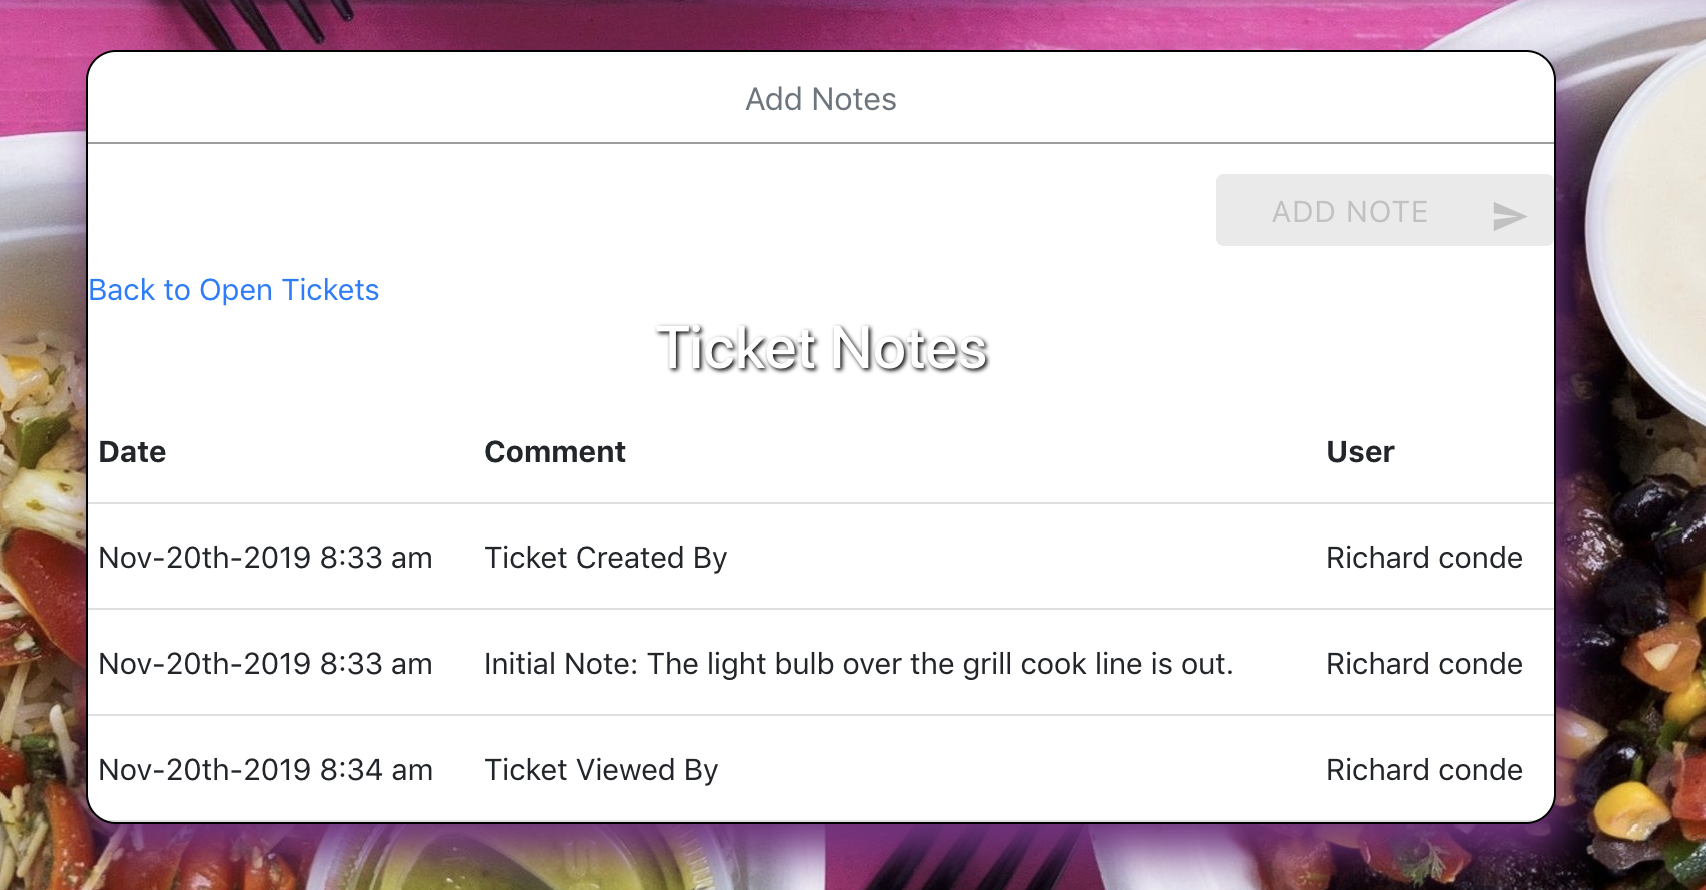 Add Notes
ADD NOTE
Back to Open Tickets
Ticket Notes
Date Comment User
Nov-20th-2019 8:33 am Ticket Created By Richard conde
Nov-20th-2019 8:33 am Initial Note: The light bulb over the grill cook line is out. Richard conde
Nov-20th-2019 8:34 am Ticket Viewed By Richard conde